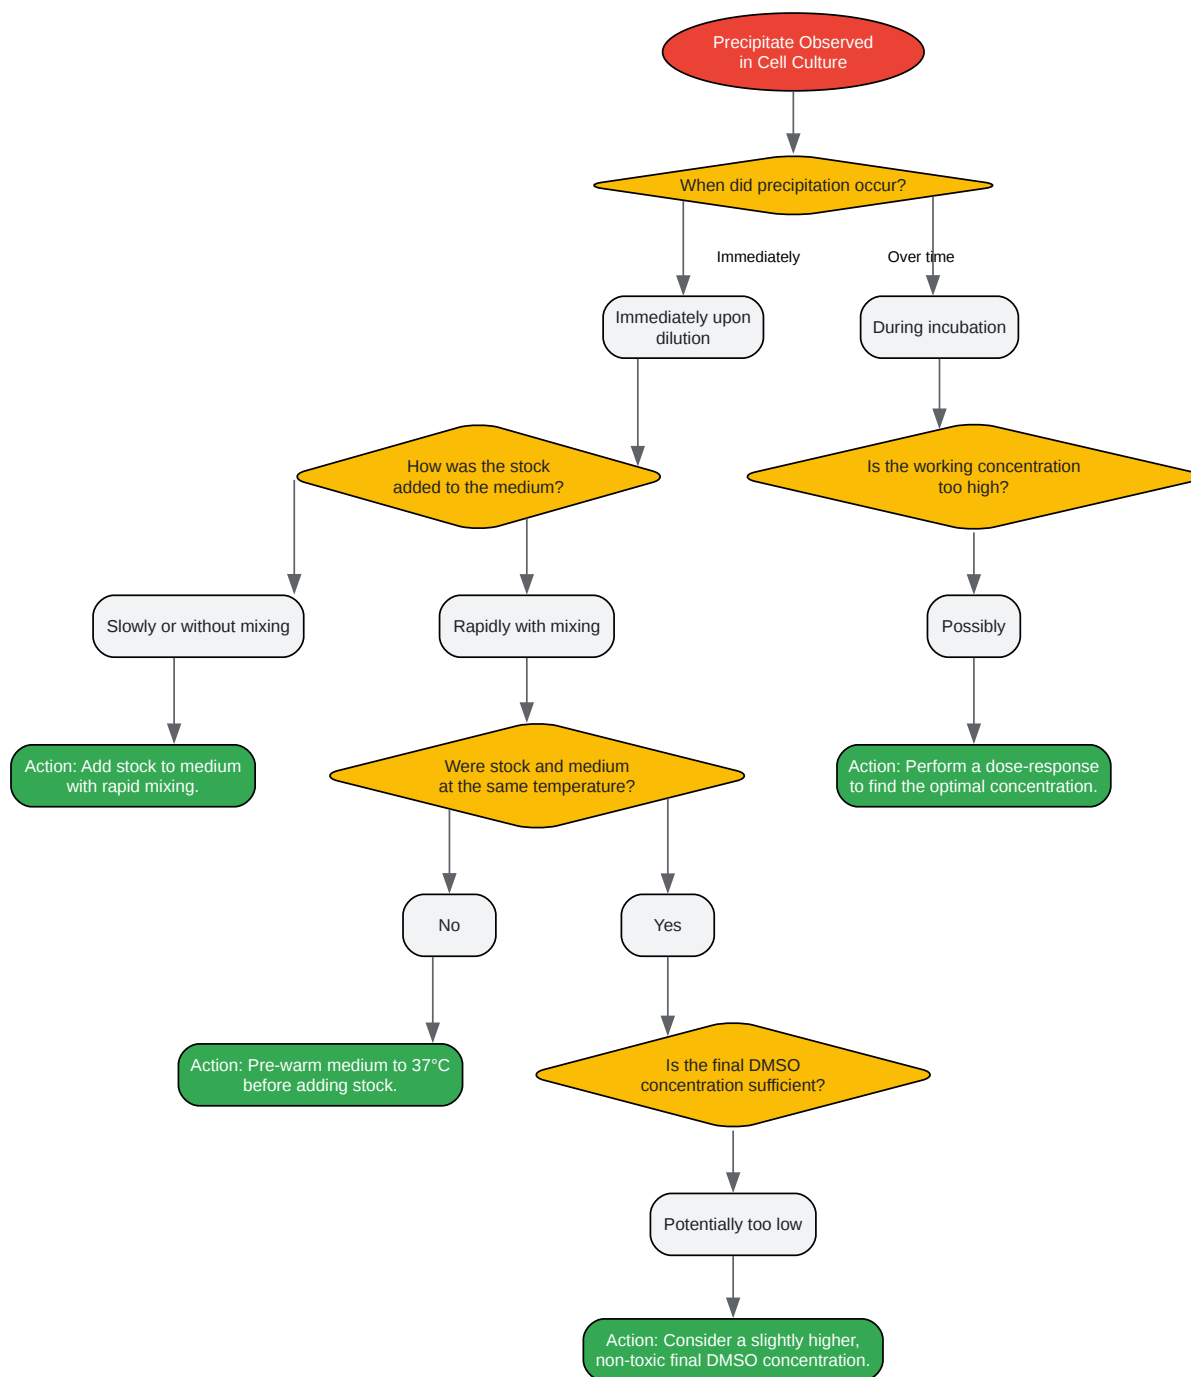 Precipitate Observed
in Cell Culture
When did precipitation occur?
Immediately
Over time
Immediately upon
dilution
During incubation
How was the stock
added to the medium?
Is the working concentration
too high?
Slowly or without mixing
Rapidly with mixing
Possibly
Action: Add stock to medium
with rapid mixing.
Were stock and medium
at the same temperature?
Action: Perform a dose-response
to find the optimal concentration.
No
Yes
Action: Pre-warm medium to 37°C
before adding stock.
Is the final DMSO
concentration sufficient?
Potentially too low
Action: Consider a slightly higher,
non-toxic final DMSO concentration.